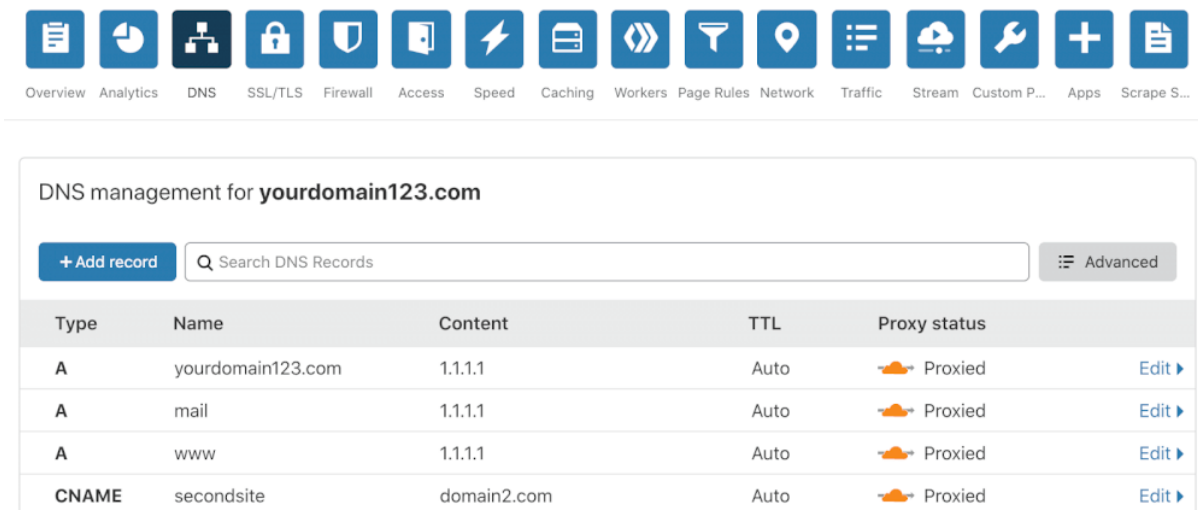 Overview Analytics DNS SSL/TLS Firewall Access Speed Caching Workers Page Rules Network Traffic Stream Custom P... Apps Scrape S...
DNS management for yourdomain123.com
+ Add record Search DNS Records Advanced
Type Name Content TTL Proxy status
A yourdomain123.com 1.1.1.1 Auto Proxied Edit
A mail 1.1.1.1 Auto Proxied Edit
A www 1.1.1.1 Auto Proxied Edit
CNAME secondsite domain2.com Auto Proxied Edit